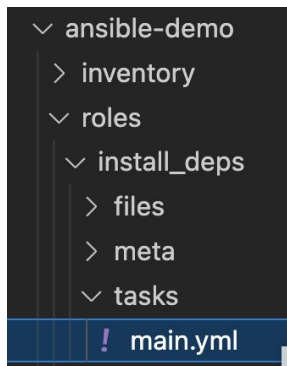 ansible-demo
inventory
roles
install_deps
files
meta
tasks
! main.yml